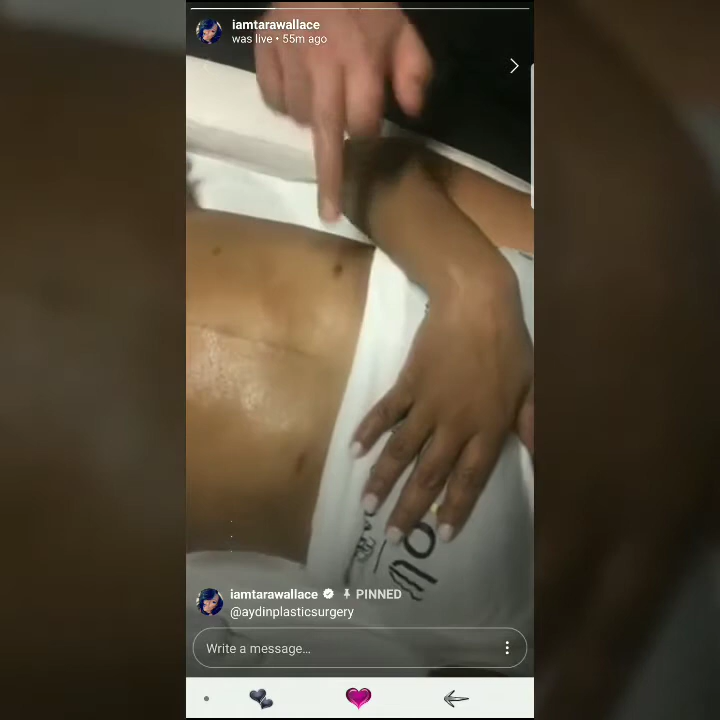 iamtarawallace
was live • 55m ago
iamtarawallace PINNED
@aydinplasticsurgery
Write a message...